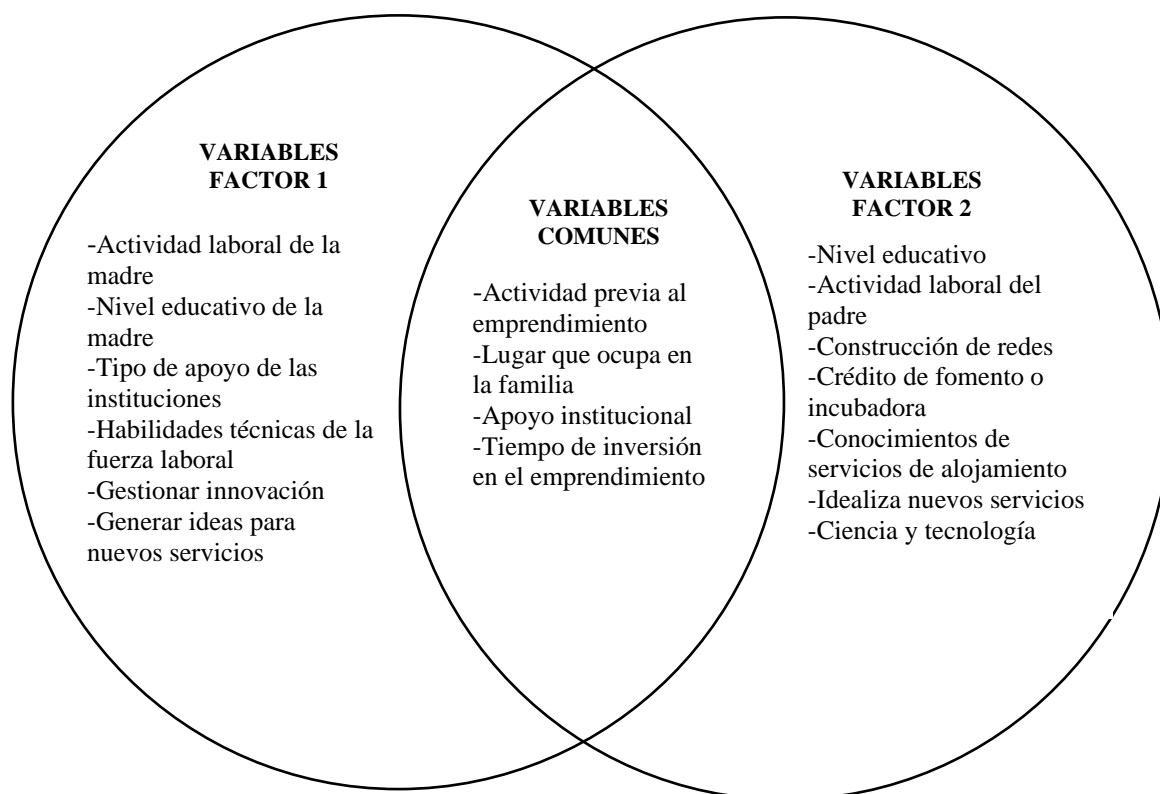 VARIABLES
FACTOR 1
-Actividad laboral de la
madre
-Nivel educativo de la
madre
-Tipo de apoyo de las
instituciones
-Habilidades técnicas de la
fuerza laboral
-Gestionar innovación
-Generar ideas para
nuevos servicios
VARIABLES
COMUNES
-Actividad previa al
emprendimiento
-Lugar que ocupa en
la familia
-Apoyo institucional
-Tiempo de inversión
en el emprendimiento
VARIABLES
FACTOR 2
-Nivel educativo
-Actividad laboral del
padre
-Construcción de redes
-Crédito de fomento o
incubadora
-Conocimientos de
servicios de alojamiento
-Idealiza nuevos servicios
-Ciencia y tecnología